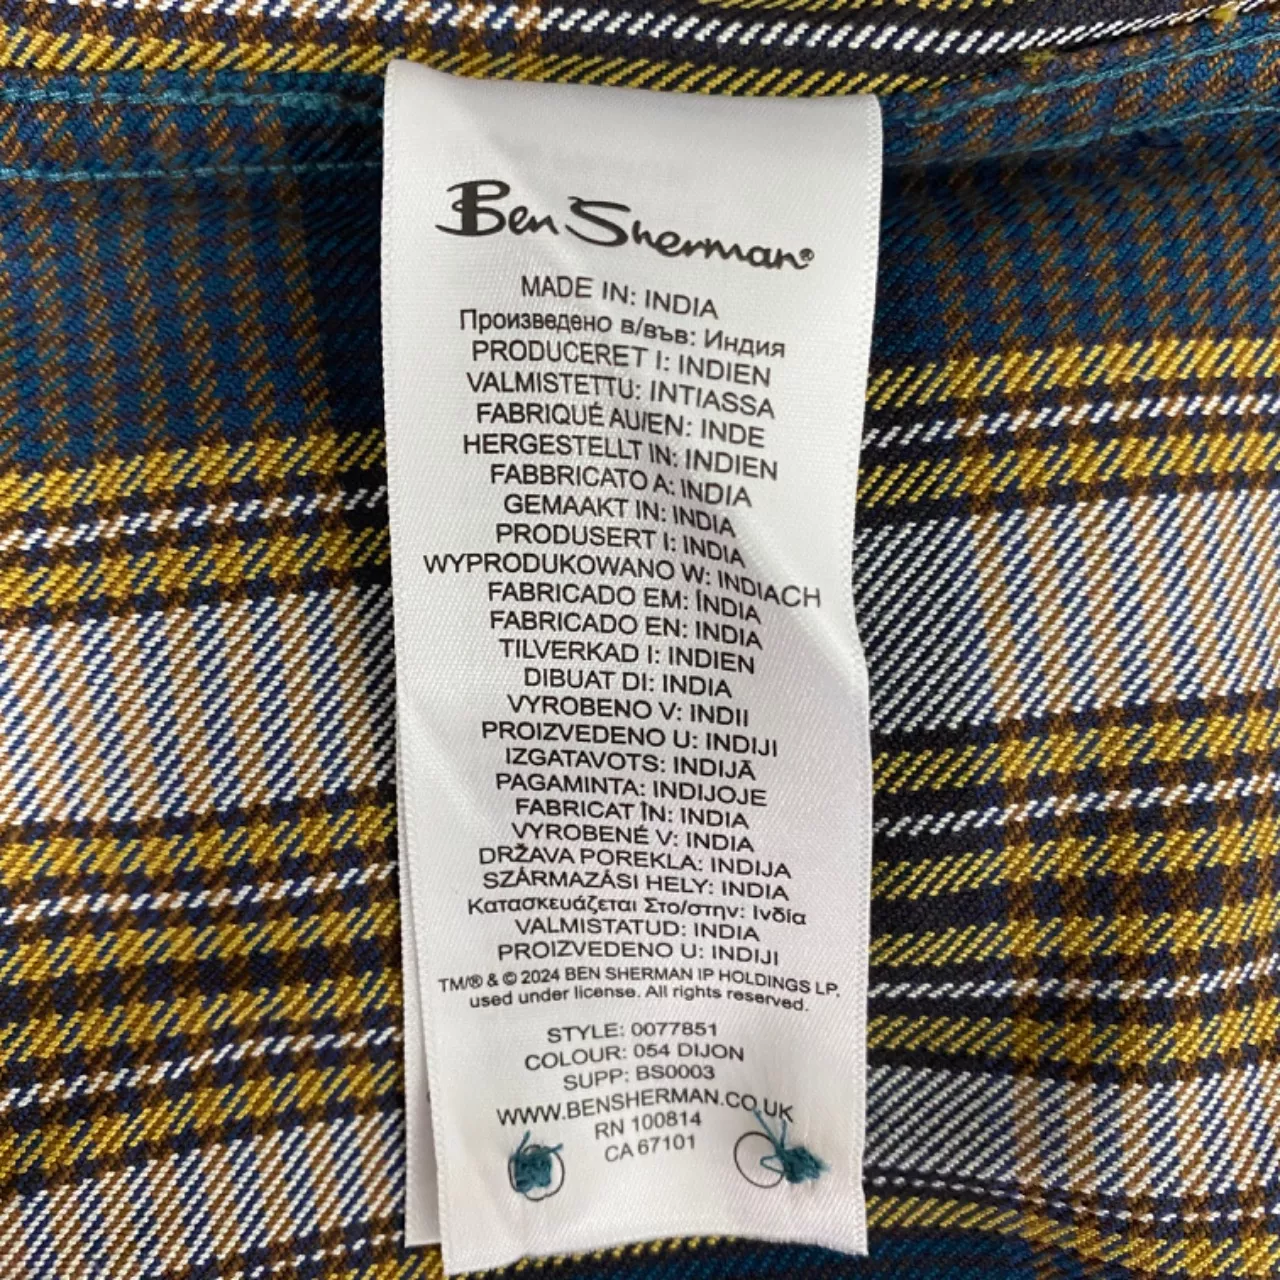 Ben Sherman®
MADE IN: INDIA
Произведено в/във: Индия
PRODUCERET I: INDIEN
VALMISTETTU: INTIASSA
FABRIQUÉ AU/EN: INDE
HERGESTELLT IN: INDIEN
FABBRICATO A: INDIA
GEMAAKT IN: INDIA
PRODUSERT I: INDIA
WYPRODUKOWANO W: INDIACH
FABRICADO EM: ÍNDIA
FABRICADO EN: INDIA
TILVERKAD I: INDIEN
DIBUAT DI: INDIA
VYROBENO V: INDII
PROIZVEDENO U: INDIJI
IZGATAVOTS: INDIJĀ
PAGAMINTA: INDIJOJE
FABRICAT ÎN: INDIA
VYROBENÉ V: INDIA
DRŽAVA POREKLA: INDIJA
SZÁRMAZÁSI HELY: INDIA
Κατασκευάζεται Στο/στην: Ινδία
VALMISTATUD: INDIA
PROIZVEDENO U: INDIJI
TM/® & © 2024 BEN SHERMAN IP HOLDINGS LP.
used under license. All rights reserved.
STYLE: 0077851
COLOUR: 054 DIJON
SUPP: BS0003
WWW.BENSHERMAN.CO.UK
RN 100814
CA 67101